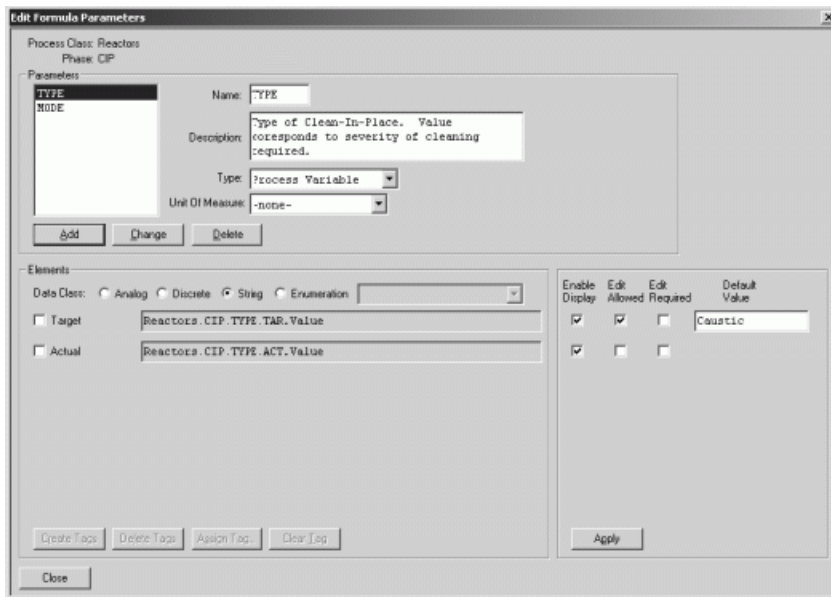 Edit Formula Parameters
Process Class: Reactors
Phase: CIP
Parameters
TYPE
MODE
Name: TYPE
Description: Type of Clean-In-Place. Value
coresponds to severity of cleaning
required.
Type: Process Variable
Unit Of Measure: -none-
Add Change Delete
Elements
Data Class: Analog Discrete String Enumeration
Target Reactors.CIP.TYPE.TAR.Value
Actual Reactors.CIP.TYPE.ACT.Value
Enable Display Edit Allowed Edit Required Default Value
Caustic
Create Tags Delete Tags Assign Tag.. Clear Tag
Apply
Close